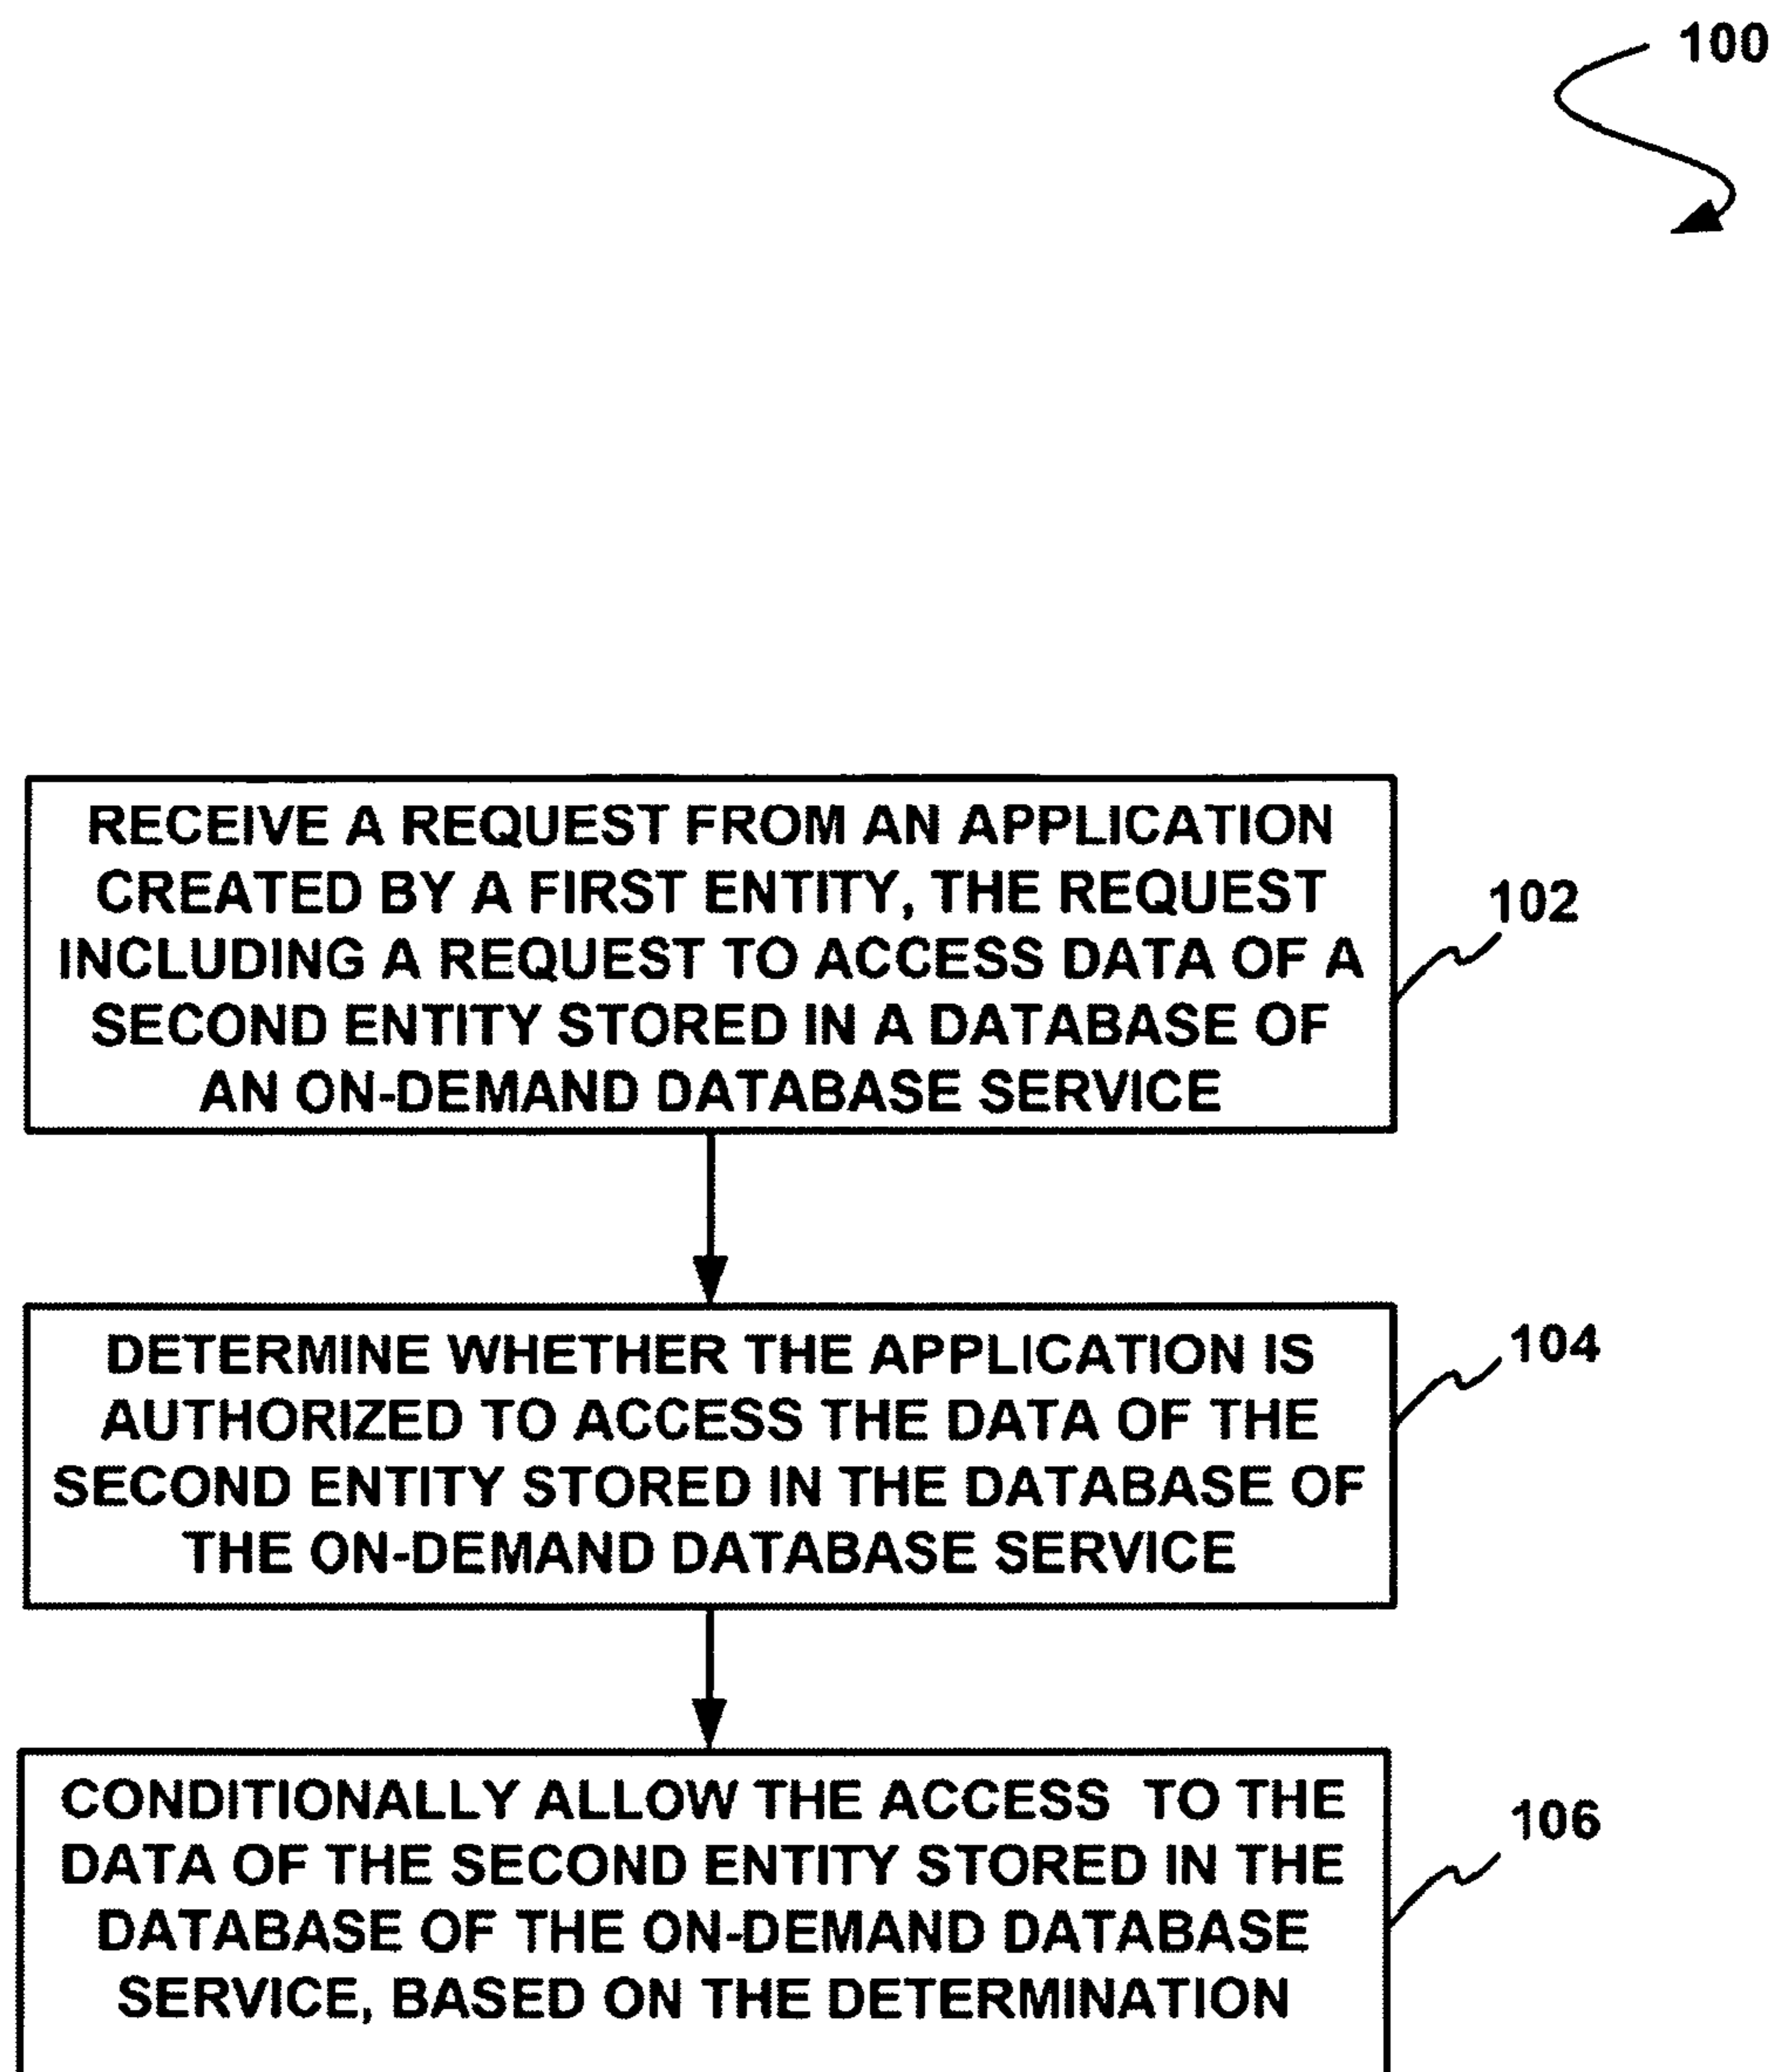 100
RECEIVE A REQUEST FROM AN APPLICATION
CREATED BY A FIRST ENTITY, THE REQUEST
INCLUDING A REQUEST TO ACCESS DATA OF A
SECOND ENTITY STORED IN A DATABASE OF
AN ON-DEMAND DATABASE SERVICE
102
DETERMINE WHETHER THE APPLICATION IS
AUTHORIZED TO ACCESS THE DATA OF THE
SECOND ENTITY STORED IN THE DATABASE OF
THE ON-DEMAND DATABASE SERVICE
104
CONDITIONALLY ALLOW THE ACCESS TO THE
DATA OF THE SECOND ENTITY STORED IN THE
DATABASE OF THE ON-DEMAND DATABASE
SERVICE, BASED ON THE DETERMINATION
106